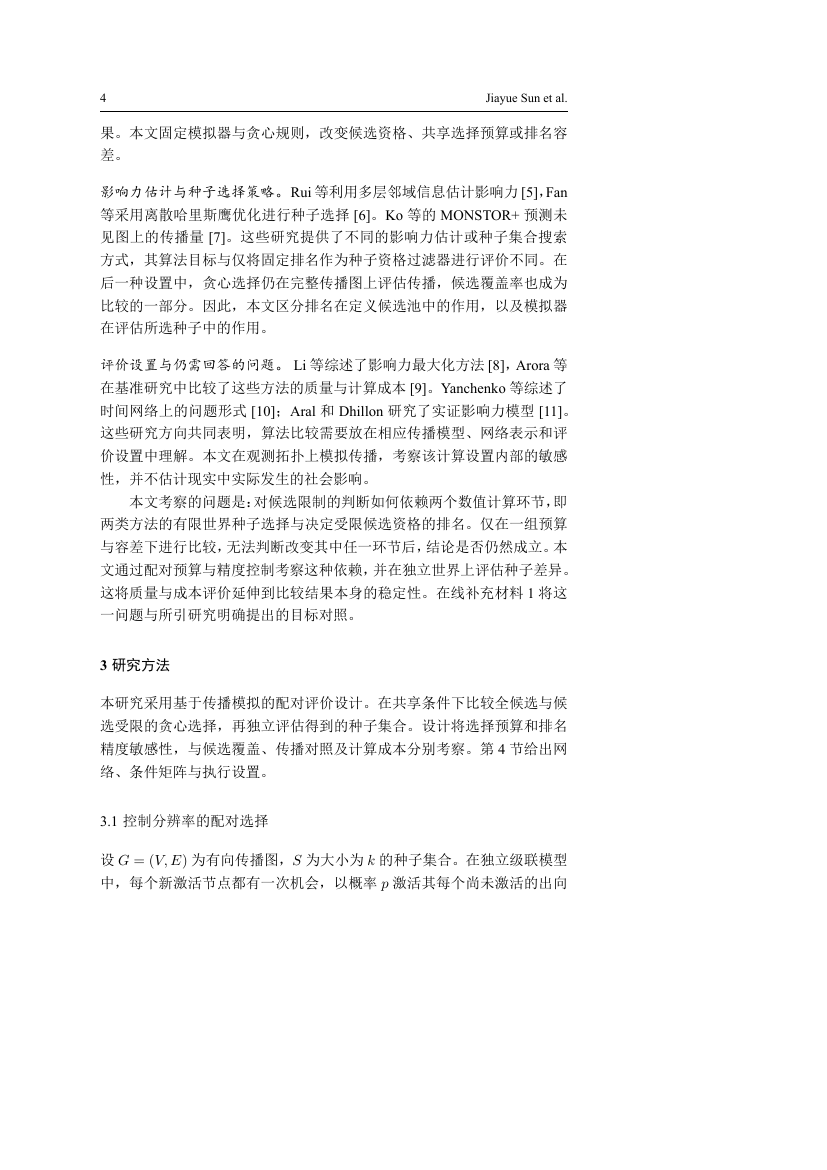 4 Jiayue Sun et al.
果。本文固定模拟器与贪心规则，改变候选资格、共享选择预算或排名容
差。
影响力估计与种子选择策略。Rui 等利用多层邻域信息估计影响力 [5]，Fan
等采用离散哈里斯鹰优化进行种子选择 [6]。Ko 等的 MONSTOR+ 预测未
见图上的传播量 [7]。这些研究提供了不同的影响力估计或种子集合搜索
方式，其算法目标与仅将固定排名作为种子资格过滤器进行评价不同。在
后一种设置中，贪心选择仍在完整传播图上评估传播，候选覆盖率也成为
比较的一部分。因此，本文区分排名在定义候选池中的作用，以及模拟器
在评估所选种子中的作用。
评价设置与仍需回答的问题。 Li 等综述了影响力最大化方法 [8]，Arora 等
在基准研究中比较了这些方法的质量与计算成本 [9]。Yanchenko 等综述了
时间网络上的问题形式 [10]；Aral 和 Dhillon 研究了实证影响力模型 [11]。
这些研究方向共同表明，算法比较需要放在相应传播模型、网络表示和评
价设置中理解。本文在观测拓扑上模拟传播，考察该计算设置内部的敏感
性，并不估计现实中实际发生的社会影响。
本文考察的问题是：对候选限制的判断如何依赖两个数值计算环节，即
两类方法的有限世界种子选择与决定受限候选资格的排名。仅在一组预算
与容差下进行比较，无法判断改变其中任一环节后，结论是否仍然成立。本
文通过配对预算与精度控制考察这种依赖，并在独立世界上评估种子差异。
这将质量与成本评价延伸到比较结果本身的稳定性。在线补充材料 1 将这
一问题与所引研究明确提出的目标对照。
3 研究方法
本研究采用基于传播模拟的配对评价设计。在共享条件下比较全候选与候
选受限的贪心选择，再独立评估得到的种子集合。设计将选择预算和排名
精度敏感性，与候选覆盖、传播对照及计算成本分别考察。第 4 节给出网
络、条件矩阵与执行设置。
3.1 控制分辨率的配对选择
设 G = (V, E) 为有向传播图，S 为大小为 k 的种子集合。在独立级联模型
中，每个新激活节点都有一次机会，以概率 p 激活其每个尚未激活的出向